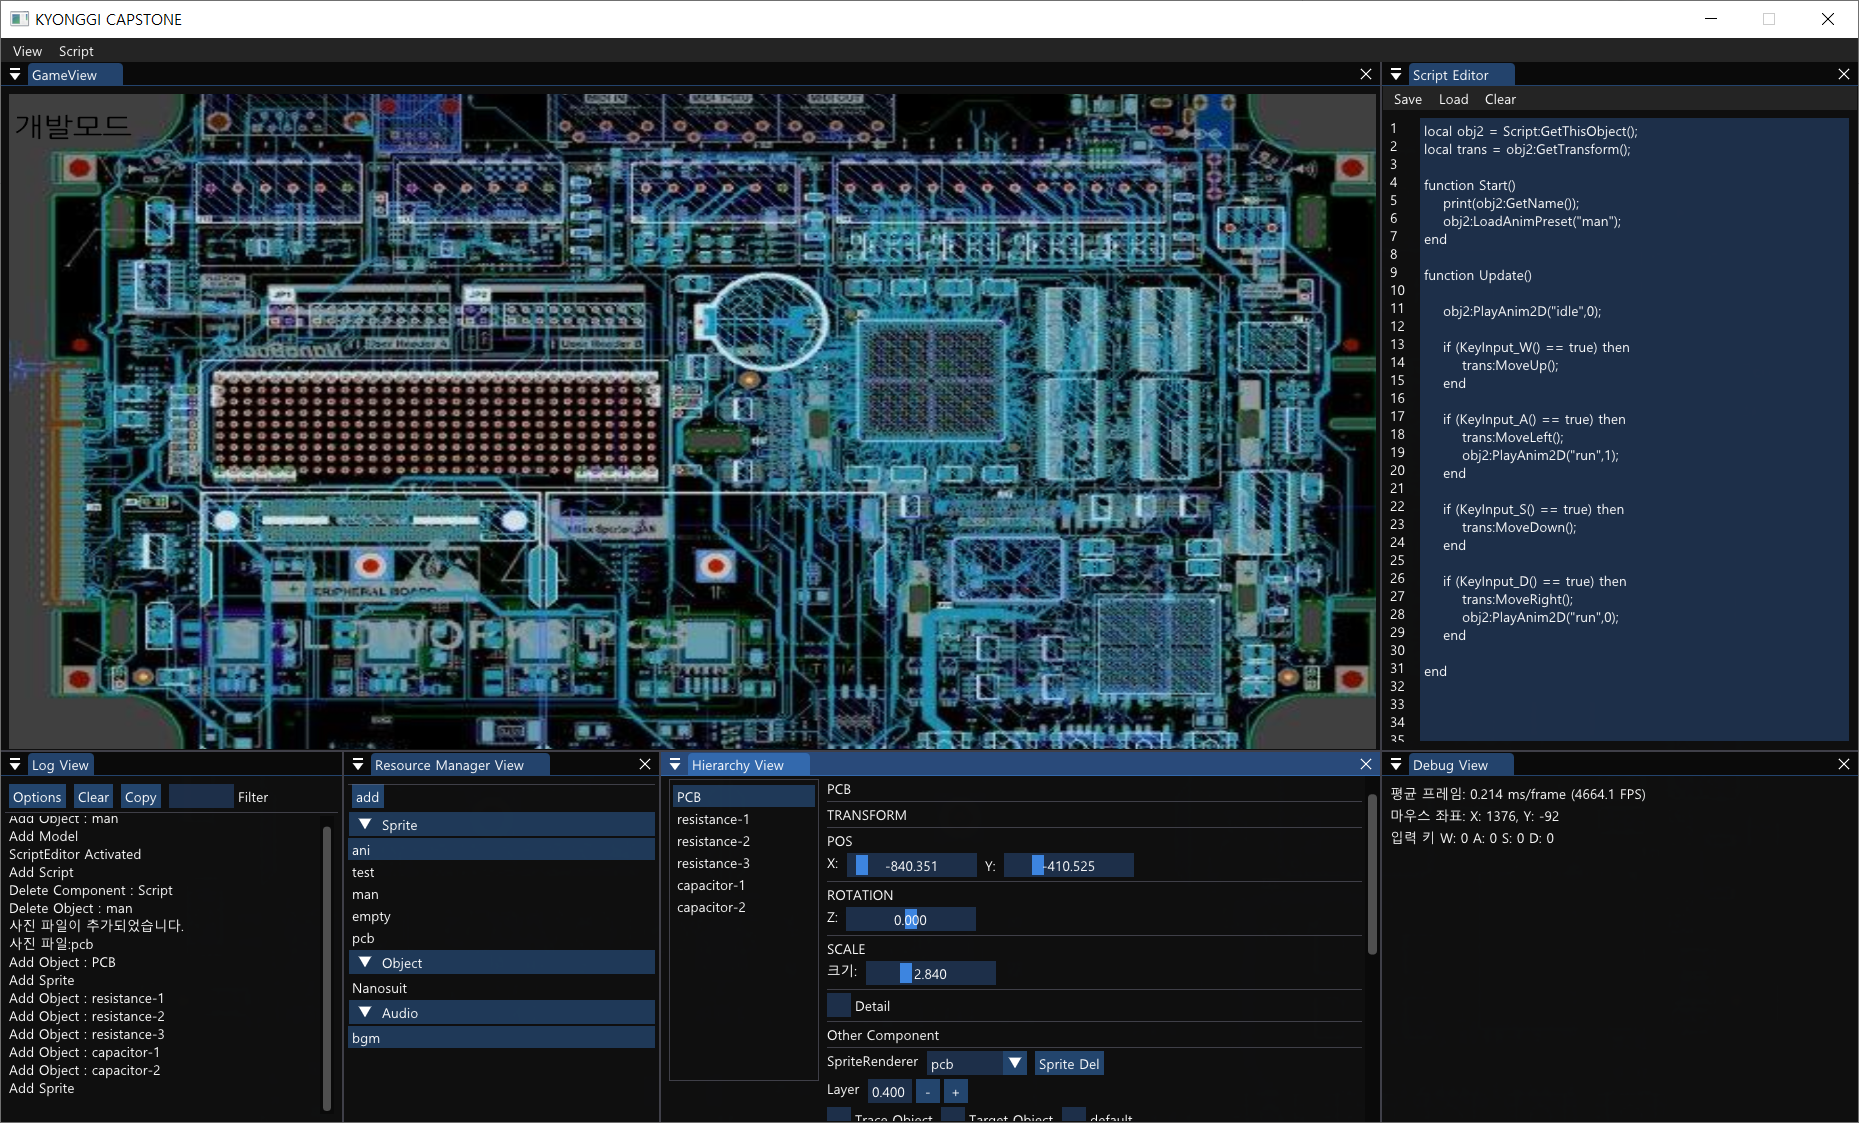 KYONGGI CAPSTONE
View Script
GameView
개발모드
MIDI IN MIDI THRU MIDI OUT
JP1 JP2
User Header A User Header B
NanoBoard
PERIPHERAL BOARD
Script Editor
Save Load Clear
1 local obj2 = Script:GetThisObject();
2 local trans = obj2:GetTransform();
3
4 function Start()
5 print(obj2:GetName());
6 obj2:LoadAnimPreset("man");
7 end
8
9 function Update()
10
11 obj2:PlayAnim2D("idle",0);
12
13 if (KeyInput_W() == true) then
14 trans:MoveUp();
15 end
16
17 if (KeyInput_A() == true) then
18 trans:MoveLeft();
19 obj2:PlayAnim2D("run",1);
20 end
21
22 if (KeyInput_S() == true) then
23 trans:MoveDown();
24 end
25
26 if (KeyInput_D() == true) then
27 trans:MoveRight();
28 obj2:PlayAnim2D("run",0);
29 end
30
31 end
32
33
34
35
Log View
Options Clear Copy Filter
Add Object : man
Add Model
ScriptEditor Activated
Add Script
Delete Component : Script
Delete Object : man
사진 파일이 추가되었습니다.
사진 파일:pcb
Add Object : PCB
Add Sprite
Add Object : resistance-1
Add Object : resistance-2
Add Object : resistance-3
Add Object : capacitor-1
Add Object : capacitor-2
Add Sprite
Resource Manager View
add
Sprite
ani
test
man
empty
pcb
Object
Nanosuit
Audio
bgm
Hierarchy View
PCB
resistance-1
resistance-2
resistance-3
capacitor-1
capacitor-2
PCB
TRANSFORM
POS
X: -840.351 Y: -410.525
ROTATION
Z: 0.000
SCALE
크기: 2.840
Detail
Other Component
SpriteRenderer pcb Sprite Del
Layer 0.400 - +
Trace Object Target Object default
Debug View
평균 프레임: 0.214 ms/frame (4664.1 FPS)
마우스 좌표: X: 1376, Y: -92
입력 키 W: 0 A: 0 S: 0 D: 0